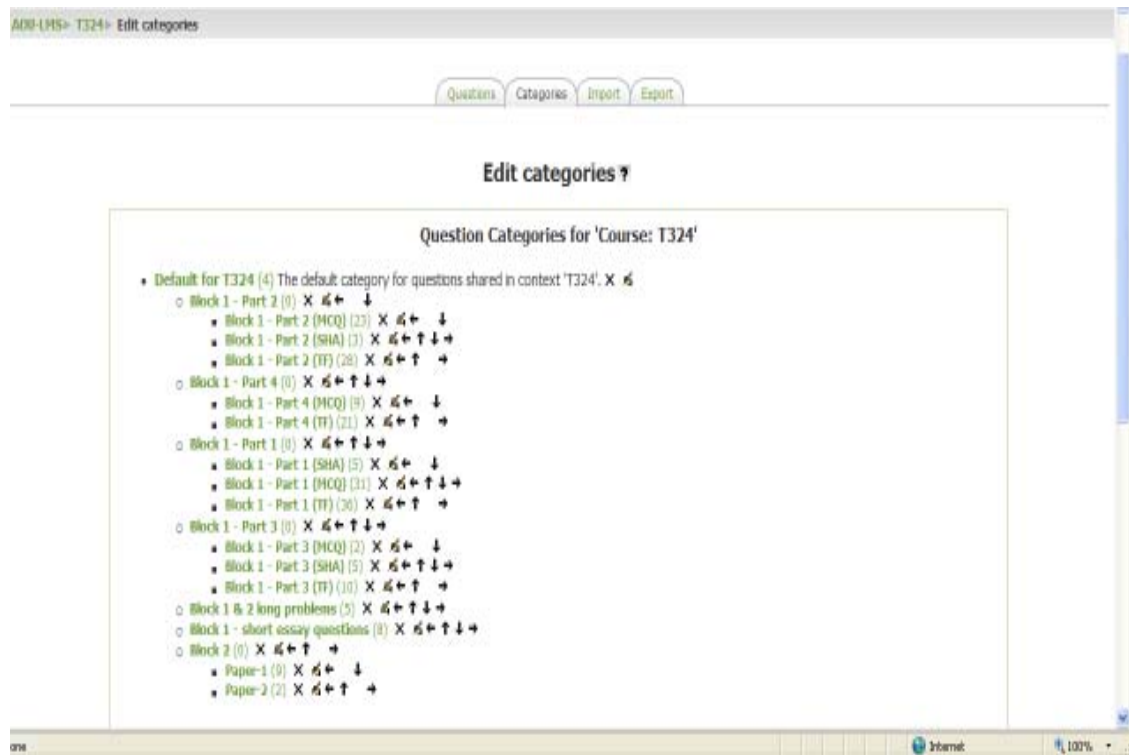 AOU-LMS► T324► Edit categories
Questions Categories Import Export
Edit categories ?
Question Categories for 'Course: T324'
Default for T324 (4) The default category for questions shared in context 'T324'.
Block 1 - Part 2 (0)
Block 1 - Part 2 (MCQ) (23)
Block 1 - Part 2 (SHA) (3)
Block 1 - Part 2 (TF) (28)
Block 1 - Part 4 (0)
Block 1 - Part 4 (MCQ) (9)
Block 1 - Part 4 (TF) (21)
Block 1 - Part 1 (0)
Block 1 - Part 1 (SHA) (5)
Block 1 - Part 1 (MCQ) (31)
Block 1 - Part 1 (TF)
Block 1 - Part 3 (0)
Block 1 - Part 3 (MCQ) (2)
Block 1 - Part 3 (SHA) (5)
Block 1 - Part 3 (TF) (10)
Block 1 & 2 long problems (5)
Block 1 - short essay questions (8)
Block 2 (0)
Paper-1 (9)
Paper-2 (2)
one Internet 100%